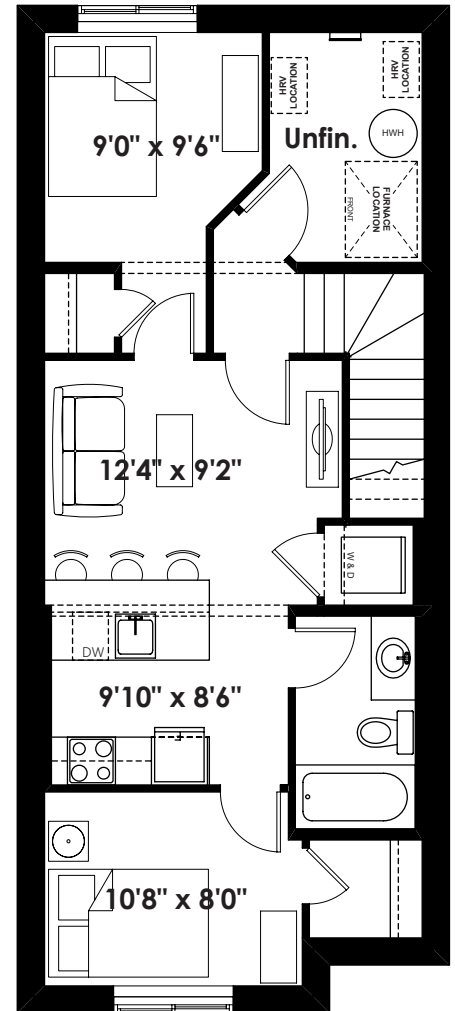 HRV
LOCATION
HRV
LOCATION
9'0" x 9'6"
Unfin.
HWH
FURNACE
LOCATION
FRONT
12'4" x 9'2"
W & D
DW
9'10" x 8'6"
10'8" x 8'0"